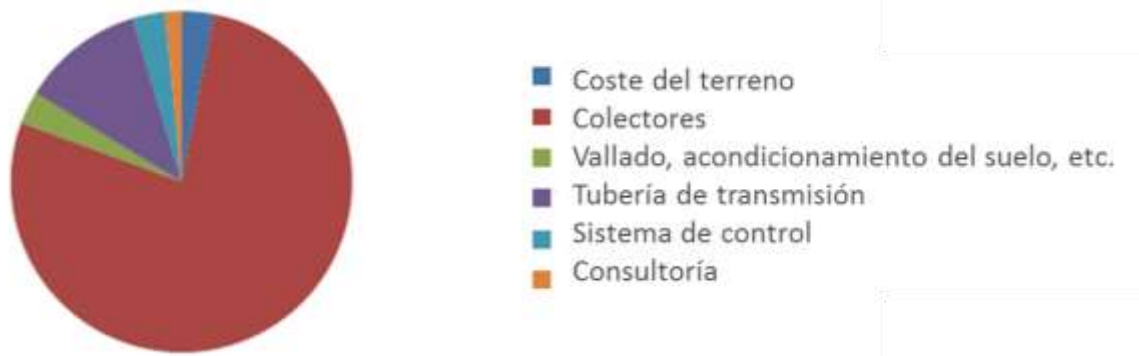 Coste del terreno
Colectores
Vallado, acondicionamiento del suelo, etc.
Tubería de transmisión
Sistema de control
Consultoría